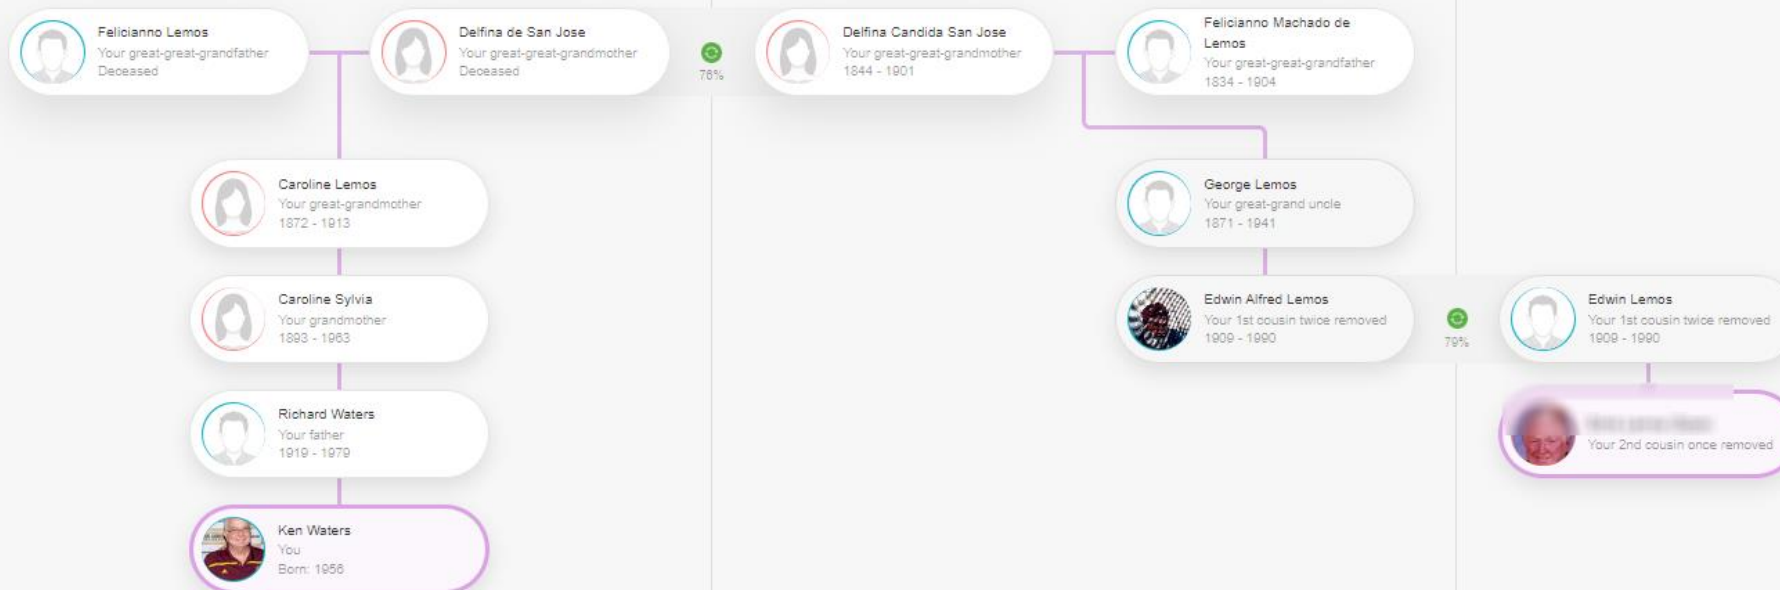 Felicianno Lemos
Your great-great-grandfather
Deceased
Delfina de San Jose
Your great-great-grandmother
Deceased
76%
Delfina Candida San Jose
Your great-great-grandmother
1844 - 1901
Felicianno Machado de
Lemos
Your great-great-grandfather
1834 - 1904
Caroline Lemos
Your great-grandmother
1872 - 1913
George Lemos
Your great-grand uncle
1871 - 1941
Caroline Sylvia
Your grandmother
1893 - 1963
Edwin Alfred Lemos
Your 1st cousin twice removed
1909 - 1990
79%
Edwin Lemos
Your 1st cousin twice removed
1909 - 1990
Richard Waters
Your father
1919 - 1979
Your 2nd cousin once removed
Ken Waters
You
Born: 1956